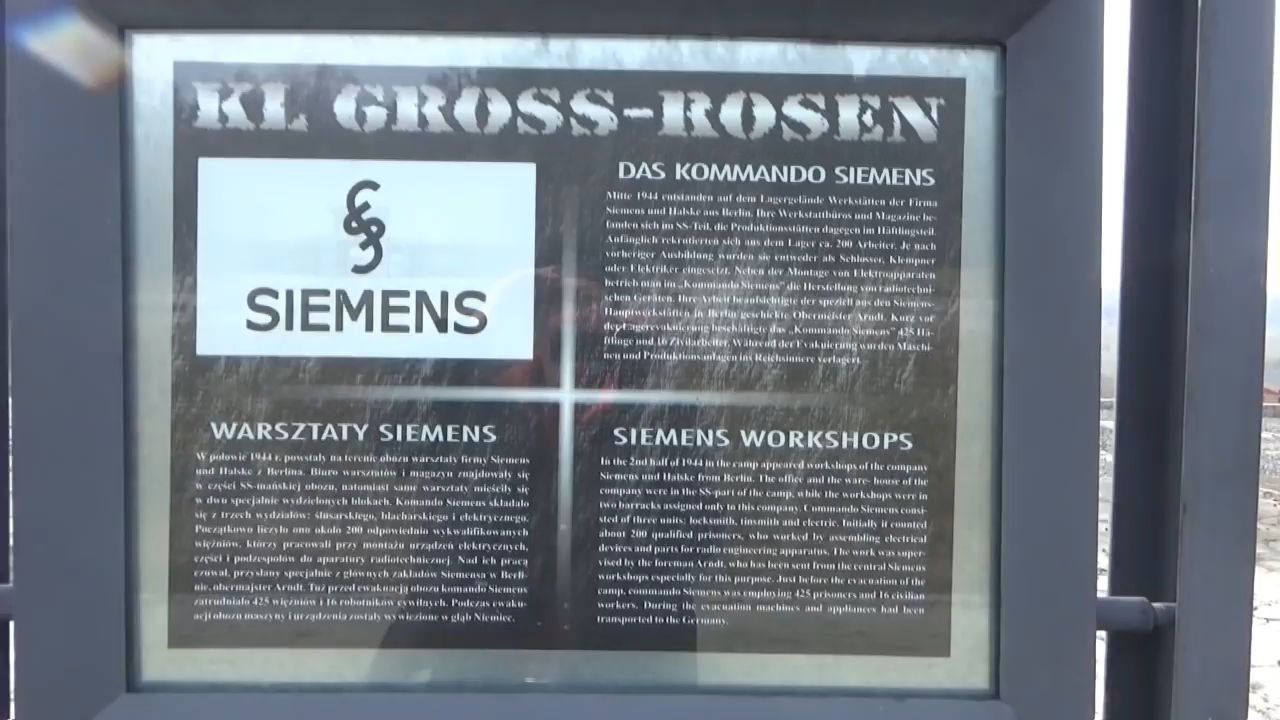 KL GROSS-ROSEN
SIEMENS
DAS KOMMANDO SIEMENS
Mitte 1944 entstanden auf dem Lagergelände Werkstätten der Firma
Siemens und Halske aus Berlin. Ihre Werkstattbüros und Magazine be-
fanden sich im SS-Teil, die Produktionsstätten dagegen im Häftlingsteil.
Anfänglich rekrutierten sich aus dem Lager ca. 200 Arbeiter. Je nach
vorheriger Ausbildung wurden sie entweder als Schlosser, Klempner
oder Elektriker eingesetzt. Neben der Montage von Elektroapparaten
betrieb man im „Kommando Siemens" die Herstellung von radiotechni-
schen Geräten. Ihre Arbeit beaufsichtigte der speziell aus den Siemens-
Hauptwerkstätten in Berlin geschickte Obermeister Arndt. Kurz vor
der Lagerevakuierung beschäftigte das „Kommando Siemens" 425 Hä-
ftlinge und 16 Zivilarbeiter. Während der Evakuierung wurden Maschi-
nen und Produktionsanlagen ins Reichsinnere verlagert.
WARSZTATY SIEMENS
W połowie 1944 r. powstały na terenie obozu warsztaty firmy Siemens
und Halske z Berlina. Biuro warsztatów i magazyn znajdowały się
w części SS-mańskiej obozu, natomiast same warsztaty mieściły się
w dwu specjalnie wydzielonych blokach. Komando Siemens składało
się z trzech wydziałów: ślusarskiego, blacharskiego i elektrycznego.
Początkowo liczyło ono około 200 odpowiednio wykwalifikowanych
więźniów, którzy pracowali przy montażu urządzeń elektrycznych,
części i podzespołów do aparatury radiotechnicznej. Nad ich pracą
czuwał, przysłany specjalnie z głównych zakładów Siemensa w Berli-
nie, obermajster Arndt. Tuż przed ewakuacją obozu komando Siemens
zatrudniało 425 więźniów i 16 robotników cywilnych. Podczas ewaku-
acji obozu maszyny i urządzenia zostały wywiezione w głąb Niemiec.
SIEMENS WORKSHOPS
In the 2nd half of 1944 in the camp appeared workshops of the company
Siemens und Halske from Berlin. The office and the ware- house of the
company were in the SS-part of the camp, while the workshops were in
two barracks assigned only to this company. Commando Siemens consi-
sted of three units: locksmith, tinsmith and electric. Initially it counted
about 200 qualified prisoners, who worked by assembling electrical
devices and parts for radio engineering apparatus. The work was super-
vised by the foreman Arndt, who has been sent from the central Siemens
workshops especially for this purpose. Just before the evacuation of the
camp, commando Siemens was employing 425 prisoners and 16 civilian
workers. During the evacuation machines and appliances had been
transported to the Germany.